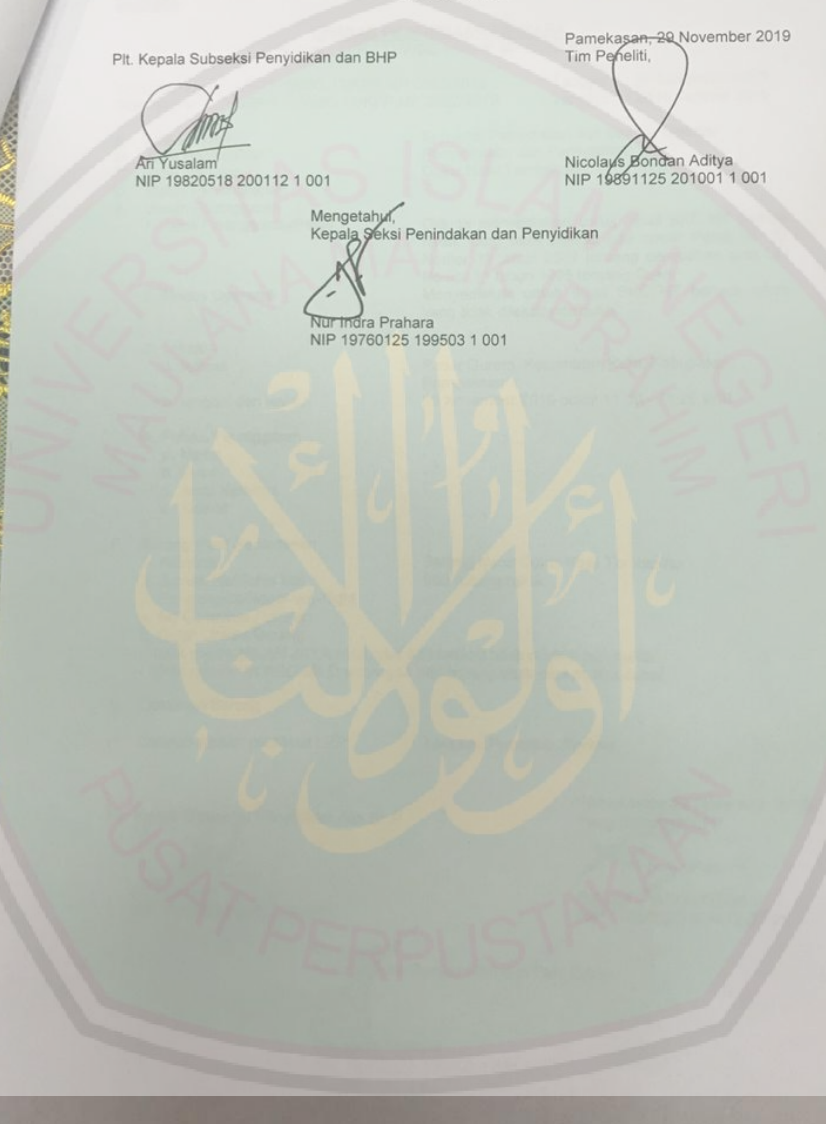 Pamekasan, 29 November 2019
Plt. Kepala Subseksi Penyidikan dan BHP
Tim Peneliti,
Ari Yusalam
NIP 19820518 200112 1 001
Nicolaus Bondan Aditya
NIP 19891125 201001 1 001
Mengetahui,
Kepala Seksi Penindakan dan Penyidikan
Nur Indra Prahara
NIP 19760125 199503 1 001
UNIVERSITAS ISLAM NEGERI
MAULANA MALIK IBRAHIM
أولوا الألباب
PUSAT PERPUSTAKAAN